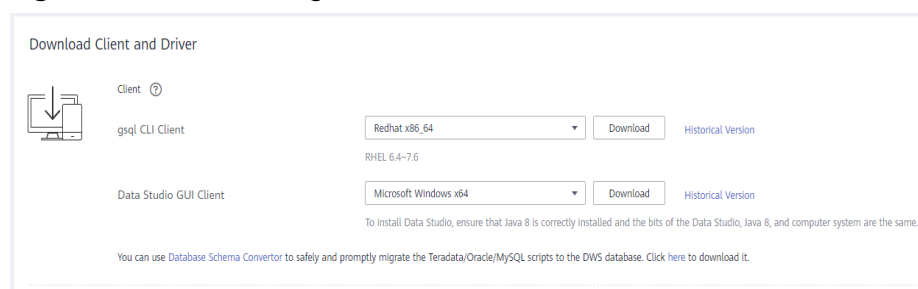 Download Client and Driver
Client ?
gsql CLI Client Redhat x86_64 Download Historical Version
RHEL 6.4~7.6
Data Studio GUI Client Microsoft Windows x64 Download Historical Version
To install Data Studio, ensure that Java 8 is correctly installed and the bits of the Data Studio, Java 8, and computer system are the same.
You can use Database Schema Convertor to safely and promptly migrate the Teradata/Oracle/MySQL scripts to the DWS database. Click here to download it.